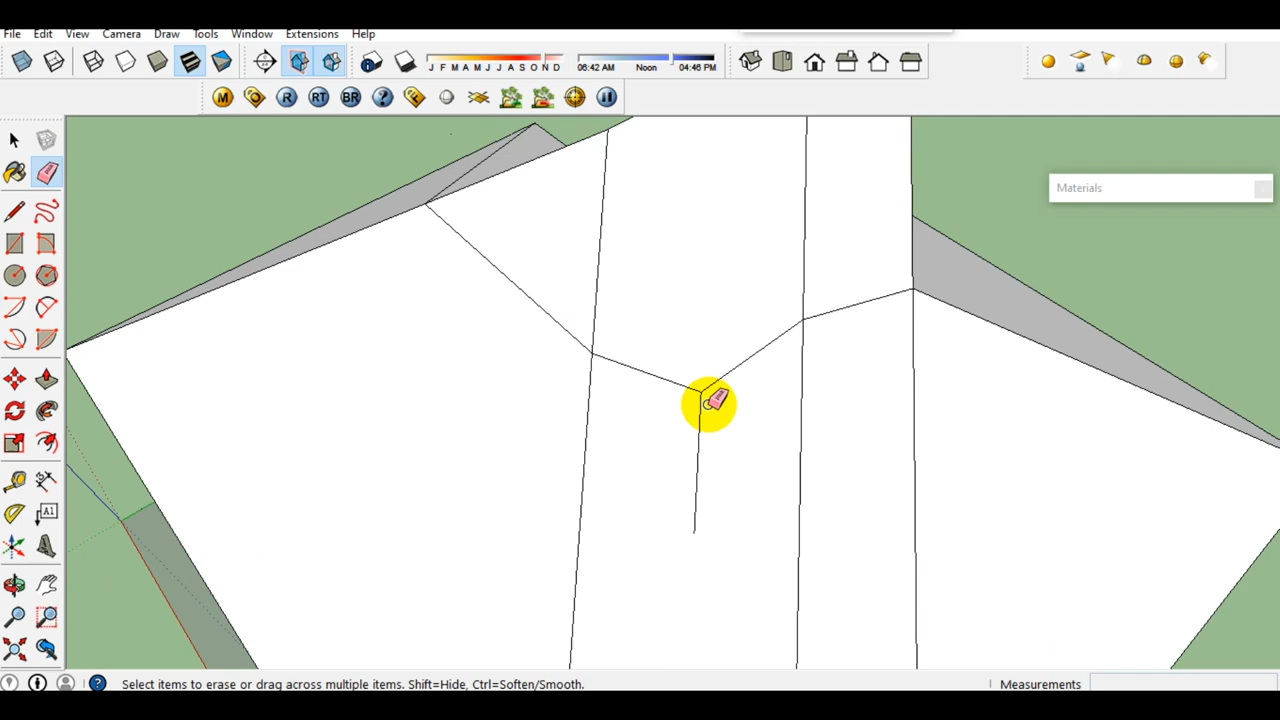 File Edit View Camera Draw Tools Window Extensions Help
J F M A M J J A S O N D 06:42 AM Noon 04:46 PM
M R RT BR ?
Materials
A1
Select items to erase or drag across multiple items. Shift=Hide, Ctrl=Soften/Smooth. Measurements